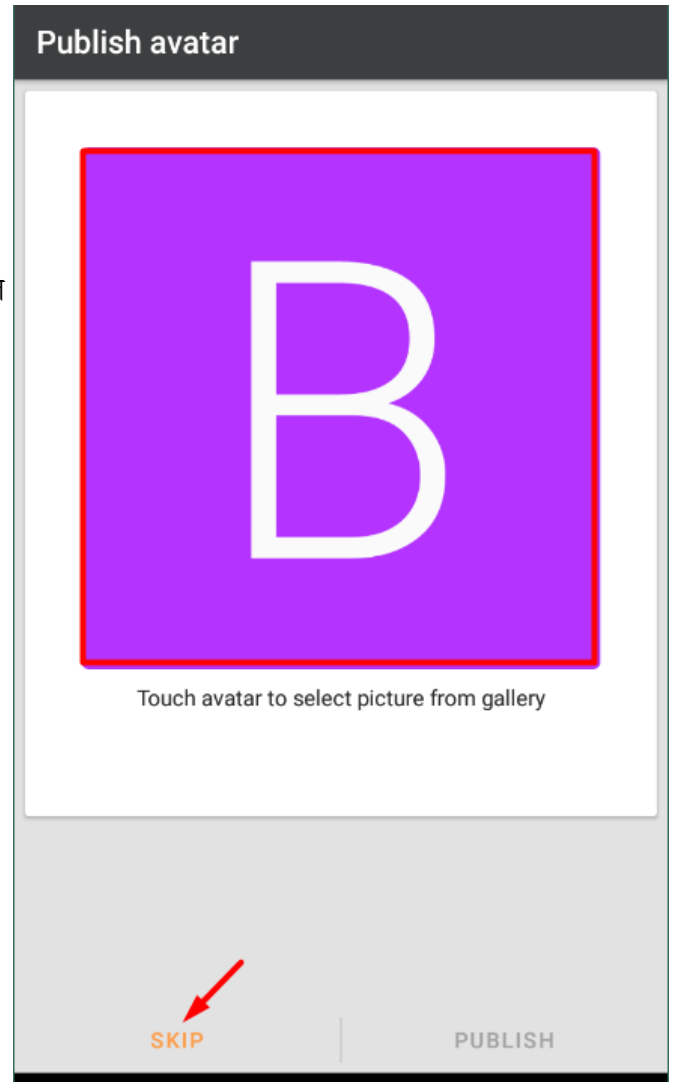 Publish avatar
B
Touch avatar to select picture from gallery
SKIP
PUBLISH